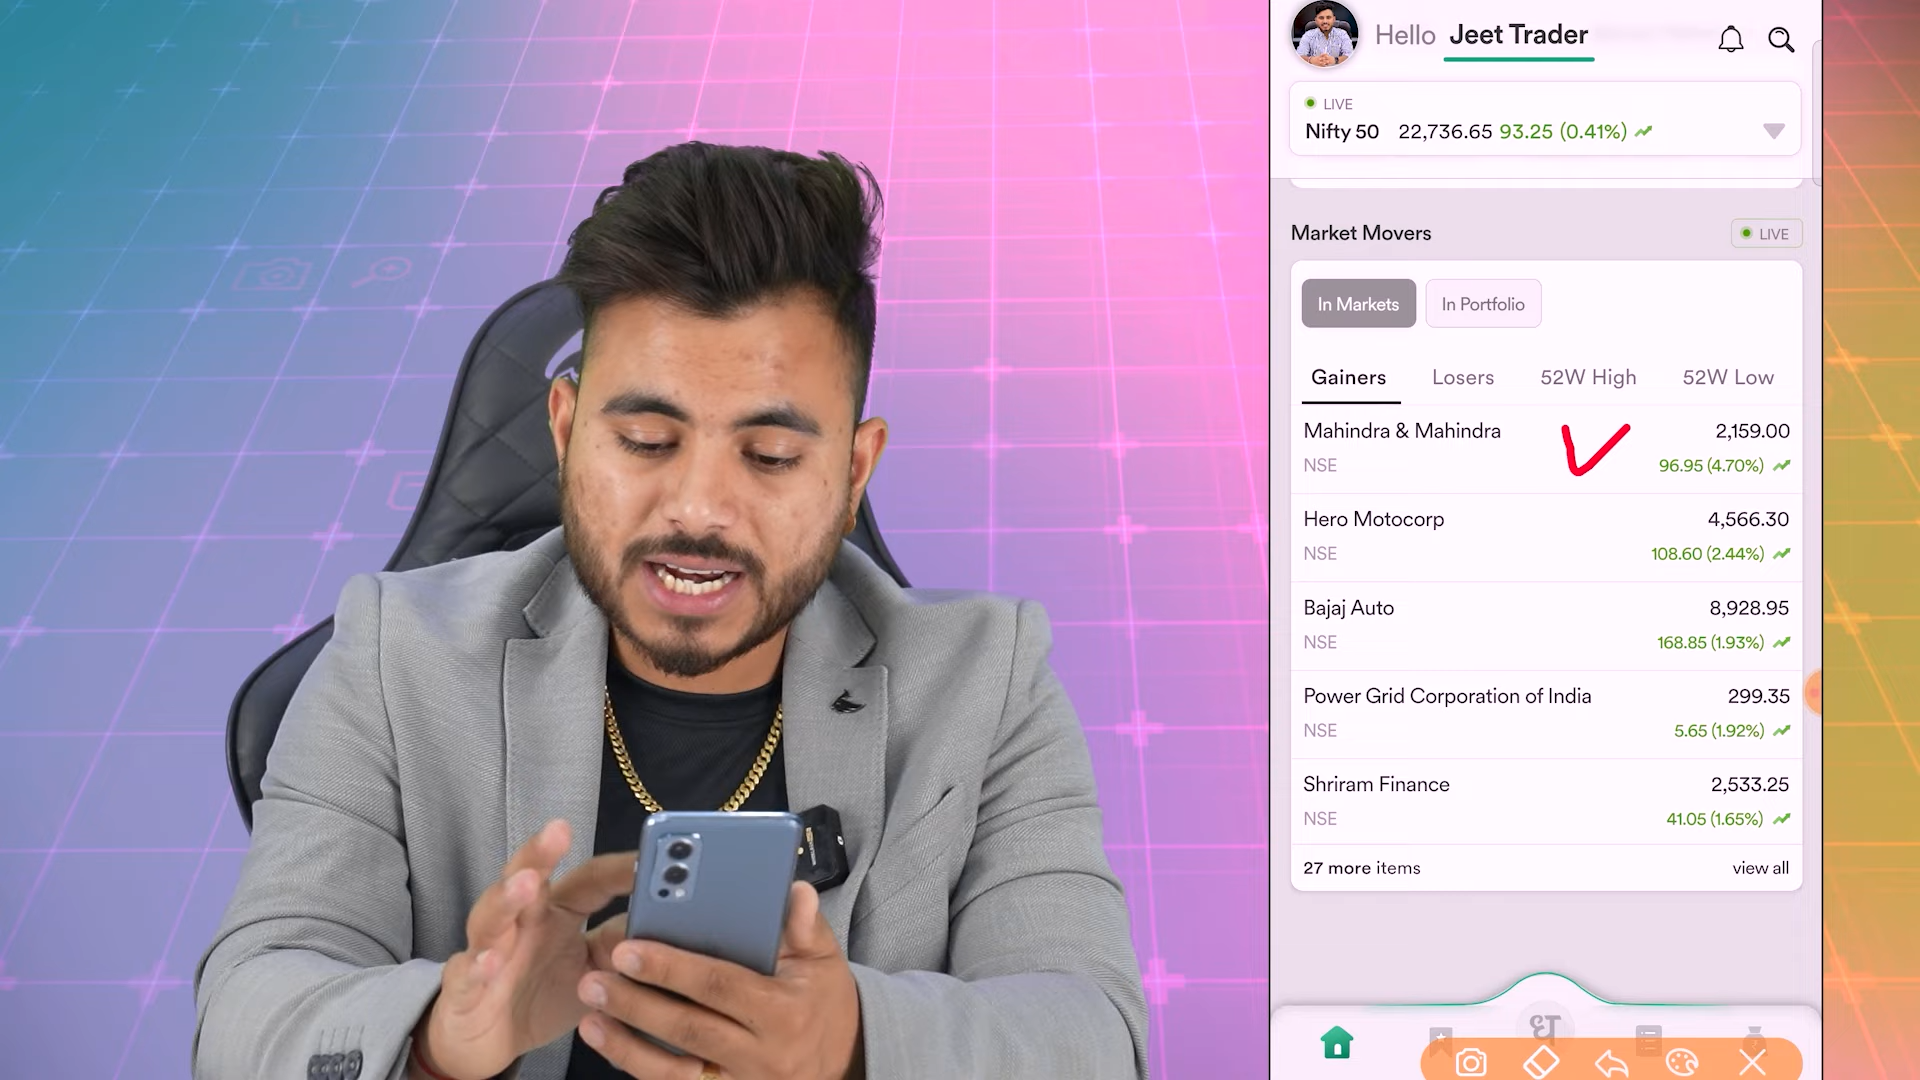 Hello Jeet Trader
LIVE
Nifty 50 22,736.65 93.25 (0.41%)
Market Movers LIVE
In Markets In Portfolio
Gainers Losers 52W High 52W Low
Mahindra & Mahindra 2,159.00
NSE 96.95 (4.70%)
Hero Motocorp 4,566.30
NSE 108.60 (2.44%)
Bajaj Auto 8,928.95
NSE 168.85 (1.93%)
Power Grid Corporation of India 299.35
NSE 5.65 (1.92%)
Shriram Finance 2,533.25
NSE 41.05 (1.65%)
27 more items view all
ध